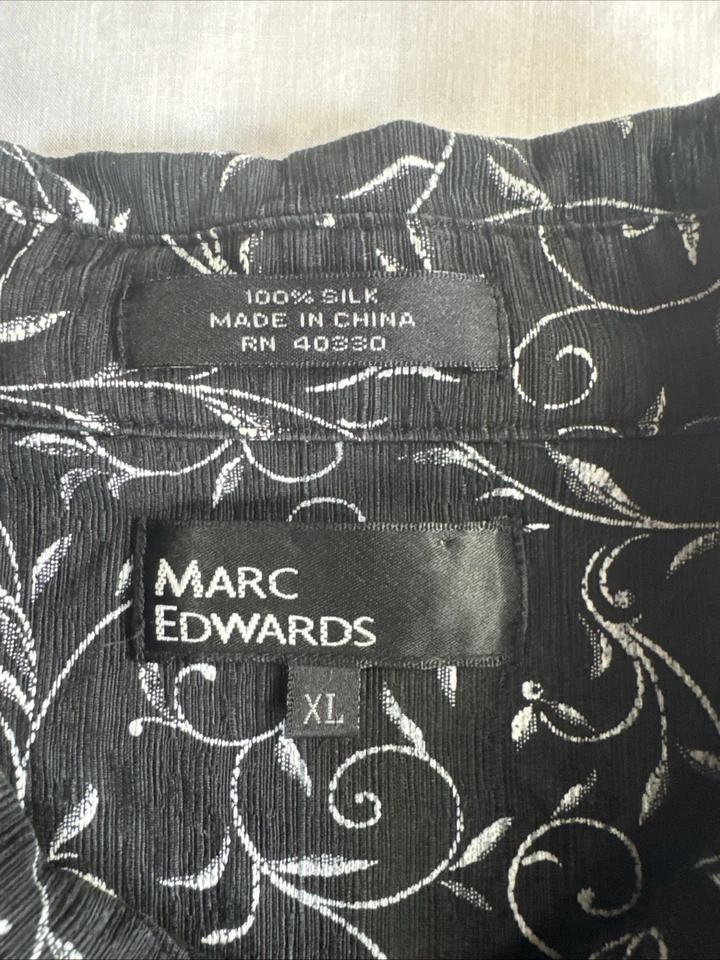 100% SILK
MADE IN CHINA
RN 40330
MARC
EDWARDS
XL